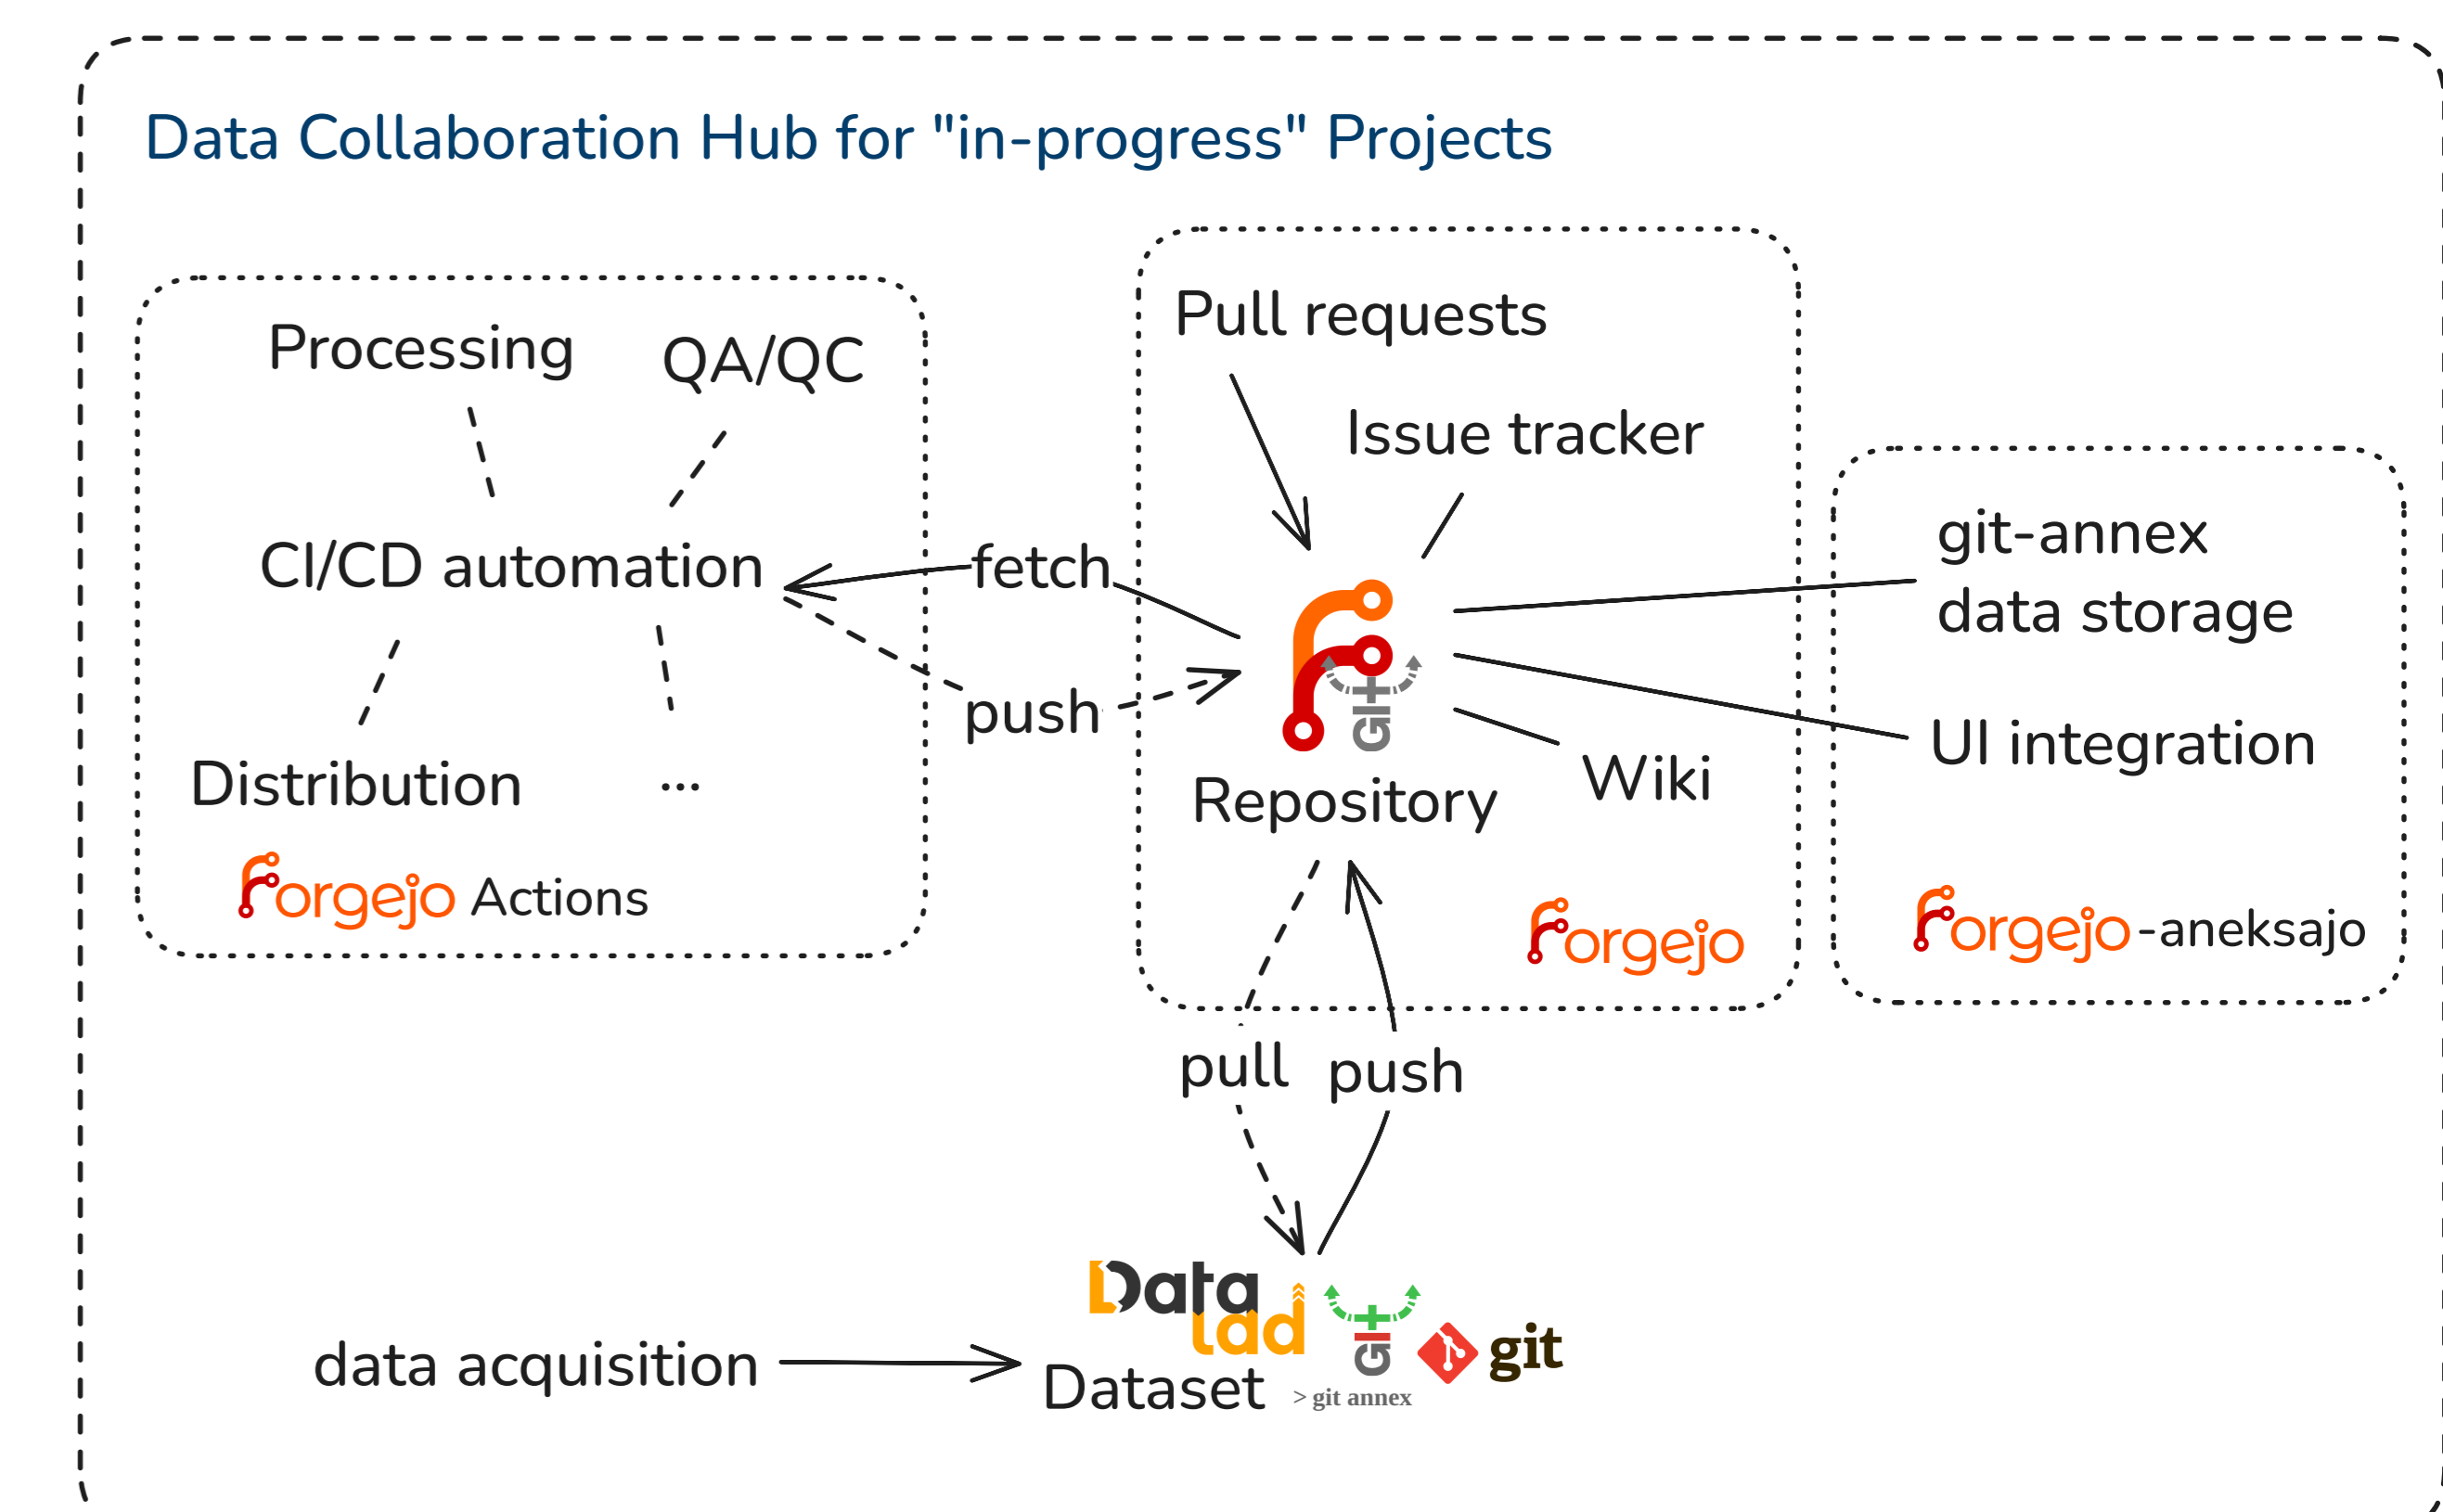 Data Collaboration Hub for "in-progress" Projects
Processing
QA/QC
CI/CD automation
Distribution
...
Forgejo Actions
fetch
push
Pull requests
Issue tracker
git
Repository
Wiki
Forgejo
git-annex
data storage
UI integration
Forgejo-aneksajo
pull
push
data acquisition
Data
lad
Dataset
git
> git annex
git